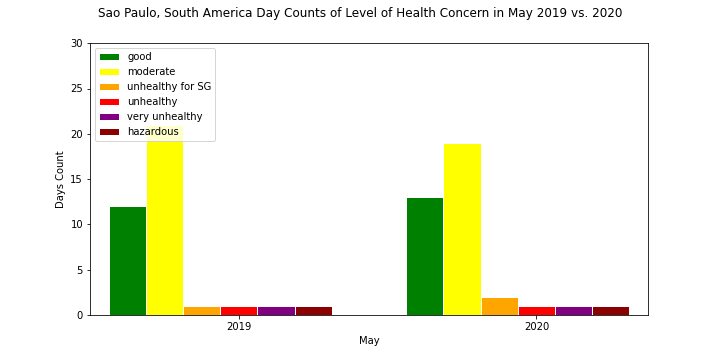 Sao Paulo, South America Day Counts of Level of Health Concern in May 2019 vs. 2020
30
25
20
15
10
5
0
Days Count
good
moderate
unhealthy for SG
unhealthy
very unhealthy
hazardous
2019
2020
May